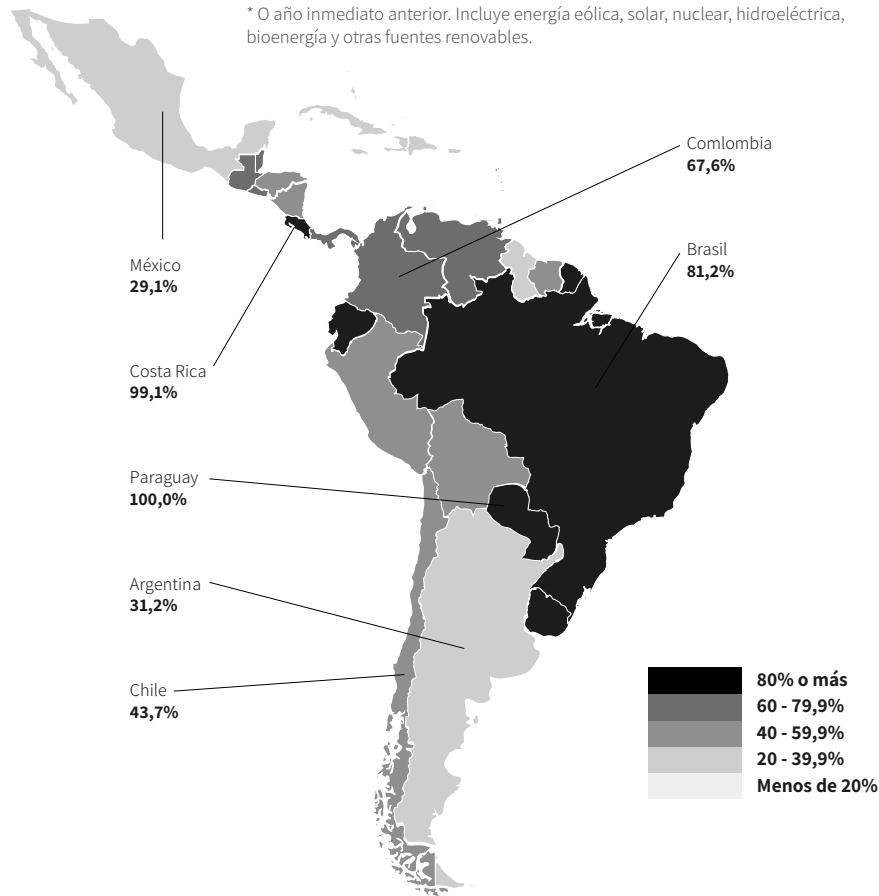 * O año inmediato anterior. Incluye energía eólica, solar, nuclear, hidroeléctrica,
bioenergía y otras fuentes renovables.
Comlombia
67,6%
Brasil
81,2%
México
29,1%
Costa Rica
99,1%
Paraguay
100,0%
Argentina
31,2%
Chile
43,7%
80% o más
60 - 79,9%
40 - 59,9%
20 - 39,9%
Menos de 20%